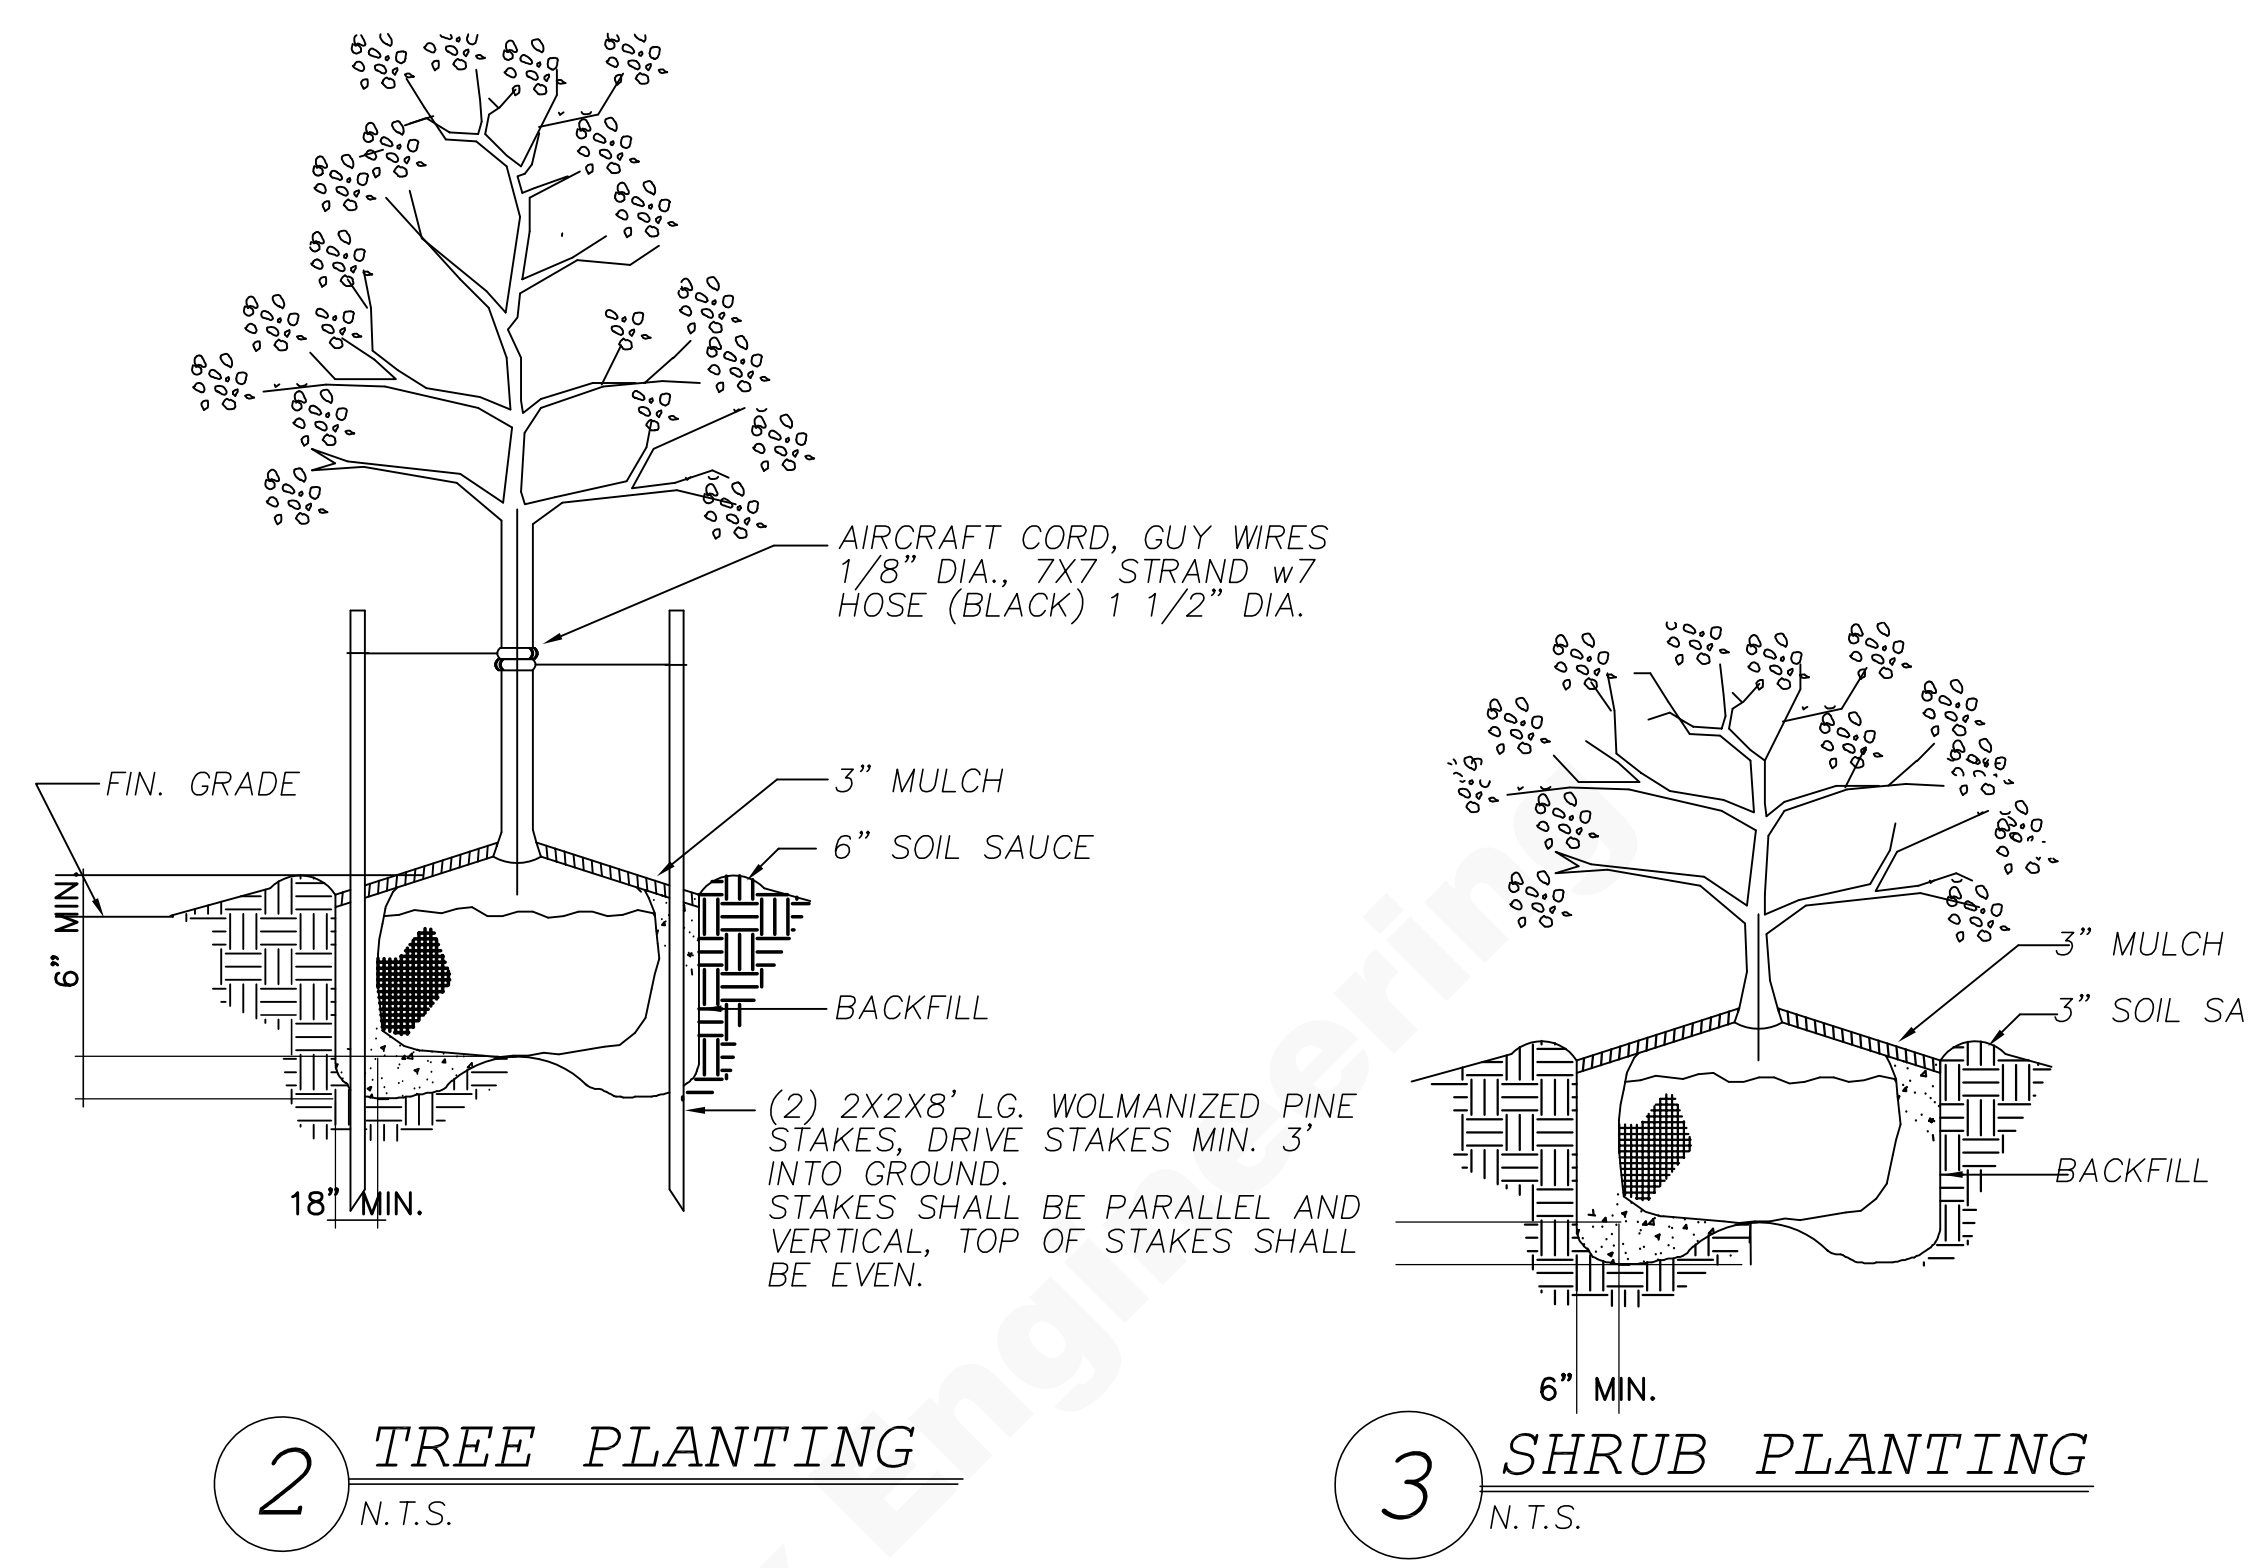 AIRCRAFT CORD, GUY WIRES
1/8” DIA., 7X7 STRAND w7
HOSE (BLACK) 1 1/2” DIA.
FIN. GRADE
3” MULCH
6” SOIL SAUCE
6” MIN.
BACKFILL
(2) 2X2X8’ LG. WOLMANIZED PINE
STAKES, DRIVE STAKES MIN. 3’
INTO GROUND.
STAKES SHALL BE PARALLEL AND
VERTICAL, TOP OF STAKES SHALL
BE EVEN.
18” MIN.
2 TREE PLANTING
N.T.S.
3” MULCH
3” SOIL SA
BACKFILL
6” MIN.
3 SHRUB PLANTING
N.T.S.
Engineering